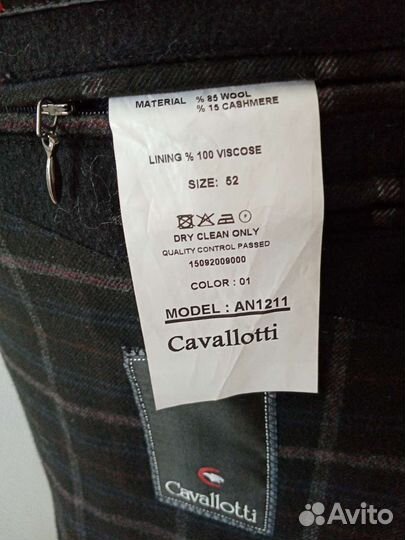 MATERIAL % 85 WOOL
% 15 CASHMERE
LINING % 100 VISCOSE
SIZE: 52
DRY CLEAN ONLY
QUALITY CONTROL PASSED
15092009000
COLOR : 01
MODEL : AN1211
Cavallotti
Cavallotti
Avito